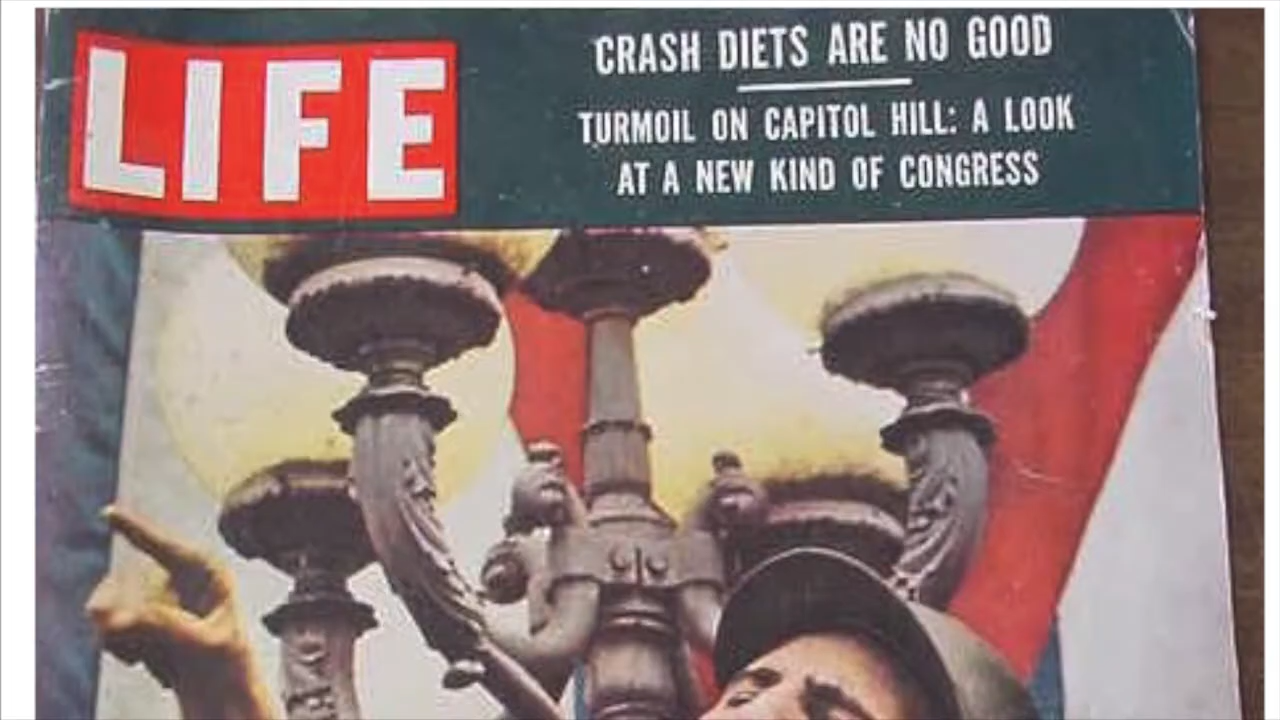 LIFE
CRASH DIETS ARE NO GOOD
TURMOIL ON CAPITOL HILL: A LOOK
AT A NEW KIND OF CONGRESS